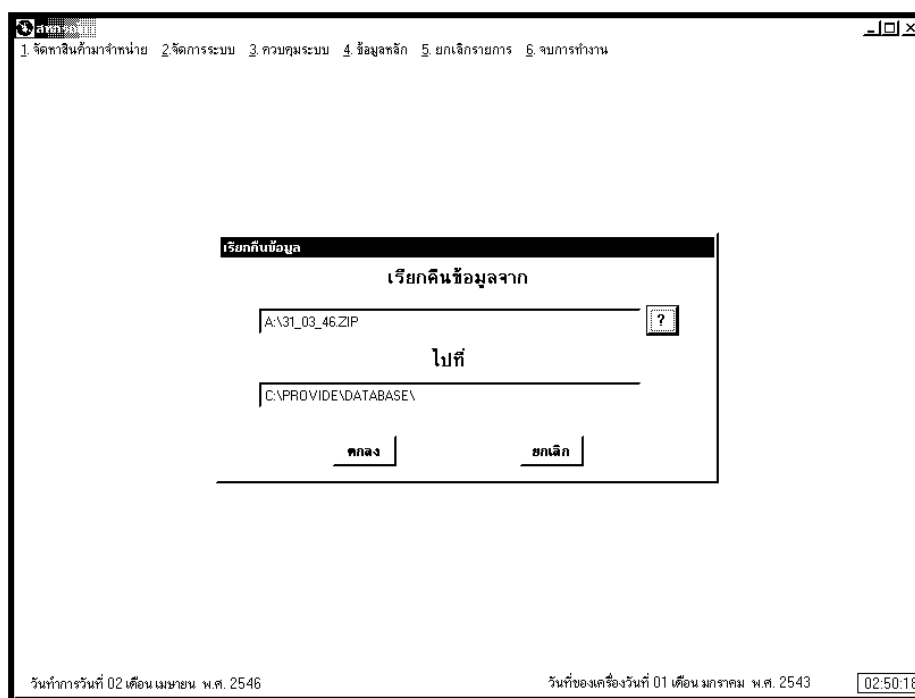 1. จัดหาสินค้ามาจำหน่าย 2.จัดการระบบ 3. ควบคุมระบบ 4. ข้อมูลหลัก 5. ยกเลิกรายการ 6. จบการทำงาน
เรียกคืนข้อมูล
เรียกคืนข้อมูลจาก
A:\31_03_46.ZIP ?
ไปที่
C:\PROVIDE\DATABASE\
ตกลง ยกเลิก
วันทำการวันที่ 02 เดือน เมษายน พ.ศ. 2546 วันที่ของเครื่องวันที่ 01 เดือน มกราคม พ.ศ. 2543 02:50:18